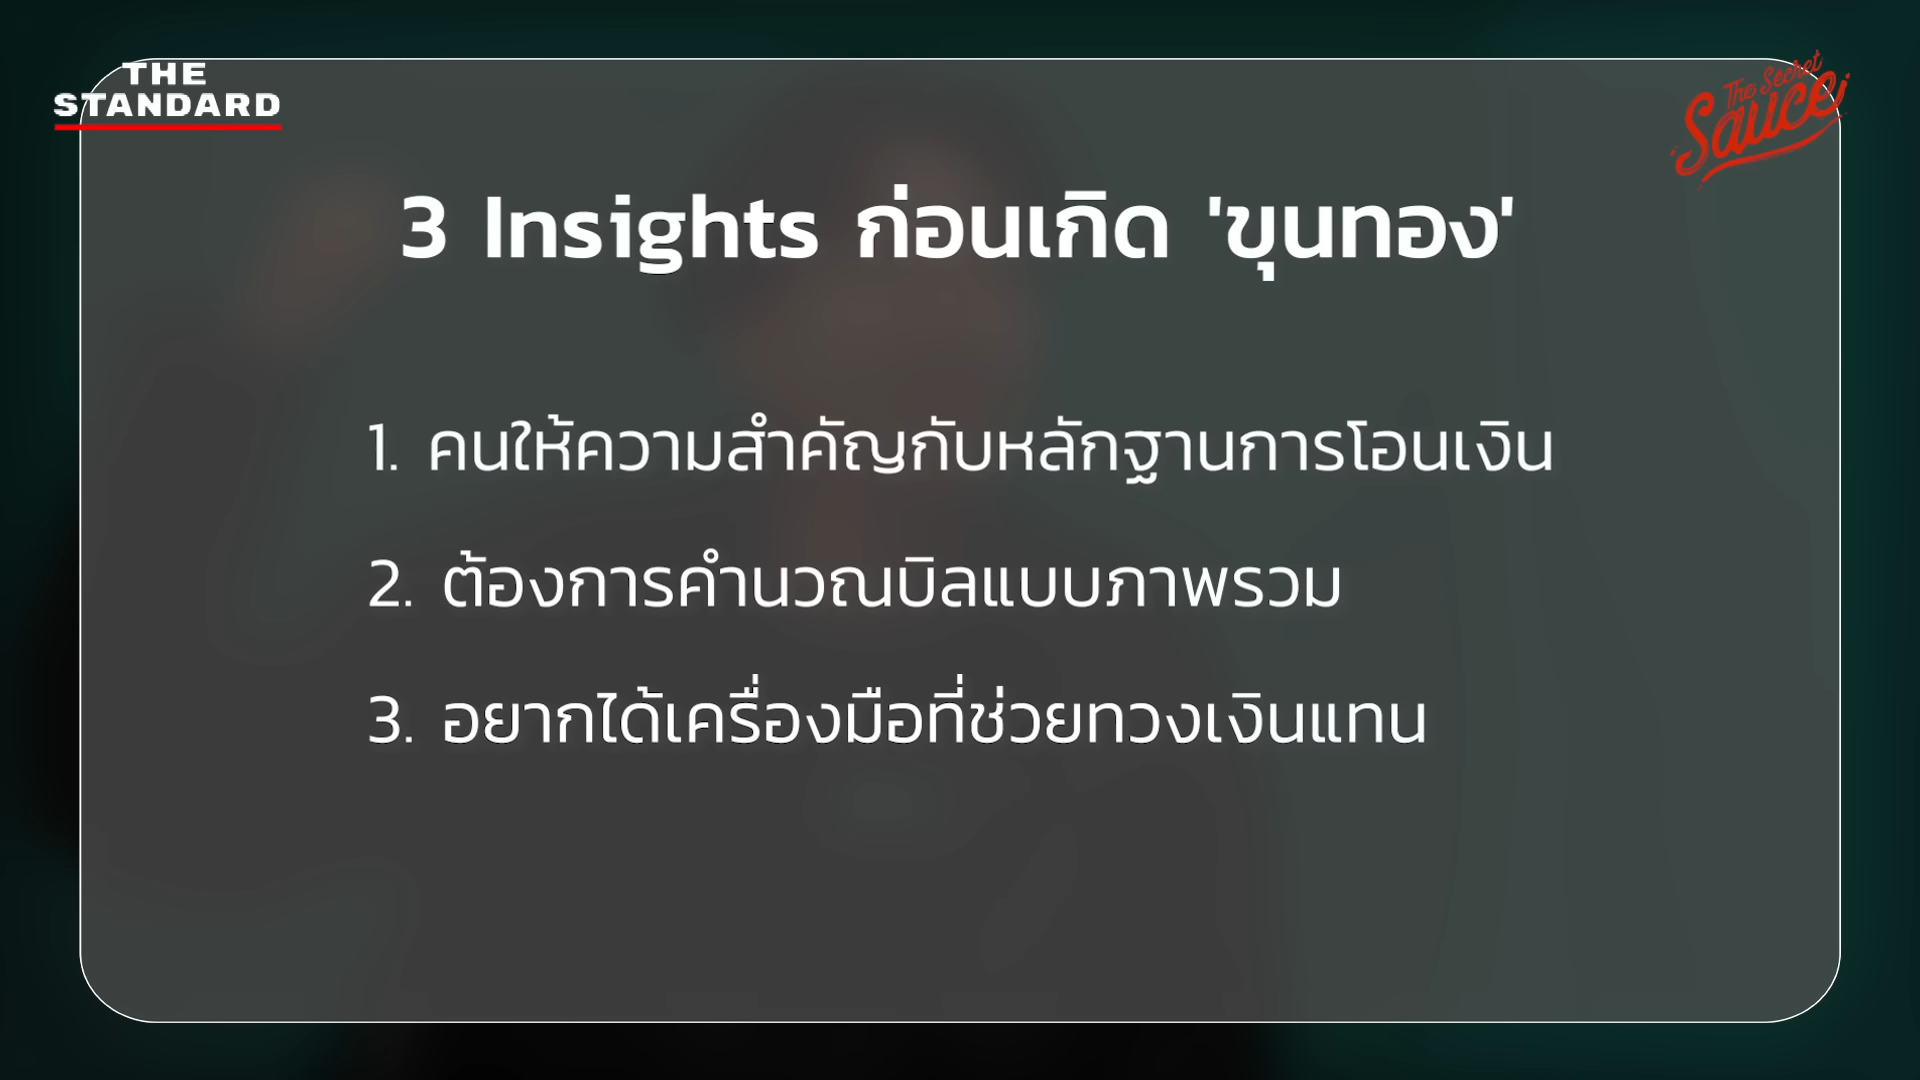 THE
STANDARD
The Secret
Sauce
3 Insights ก่อนเกิด 'ขุนทอง'
1. คนให้ความสำคัญกับหลักฐานการโอนเงิน
2. ต้องการคำนวณบิลแบบภาพรวม
3. อยากได้เครื่องมือที่ช่วยทวงเงินแทน